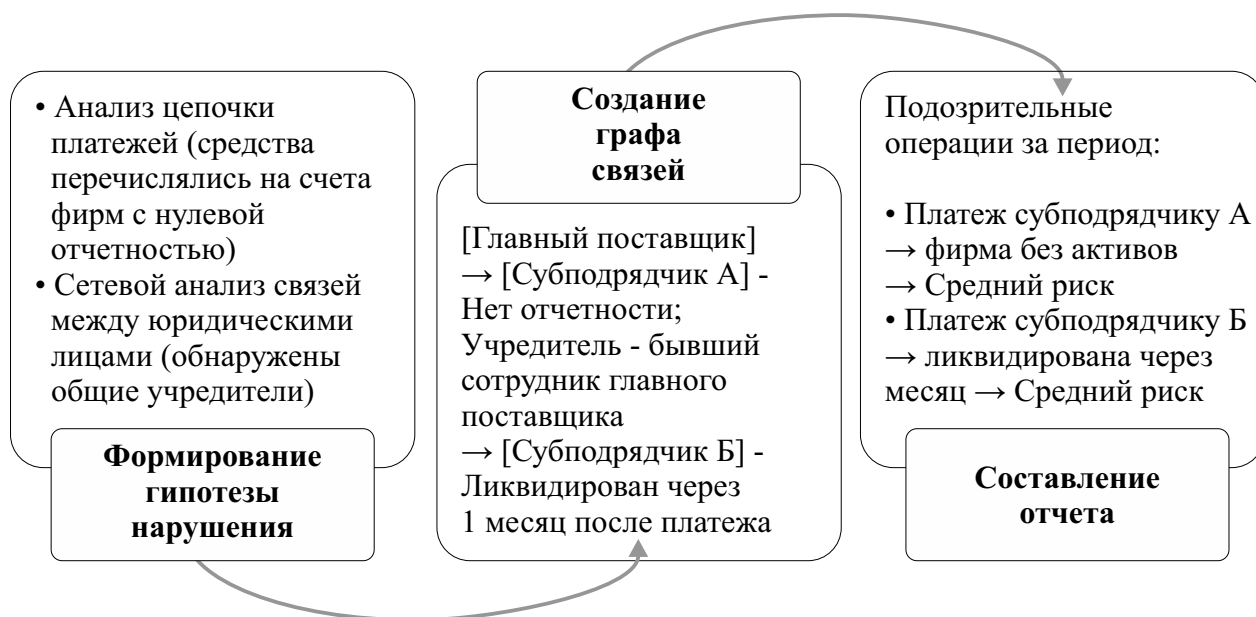 • Анализ цепочки
платежей (средства
перечислялись на счета
фирм с нулевой
отчетностью)
• Сетевой анализ связей
между юридическими
лицами (обнаружены
общие учредители)
Формирование
гипотезы
нарушения
Создание
графа
связей
[Главный поставщик]
→ [Субподрядчик А] -
Нет отчетности;
Учредитель - бывший
сотрудник главного
поставщика
→ [Субподрядчик Б] -
Ликвидирован через
1 месяц после платежа
Подозрительные
операции за период:
• Платеж субподрядчику А
→ фирма без активов
→ Средний риск
• Платеж субподрядчику Б
→ ликвидирована через
месяц → Средний риск
Составление
отчета